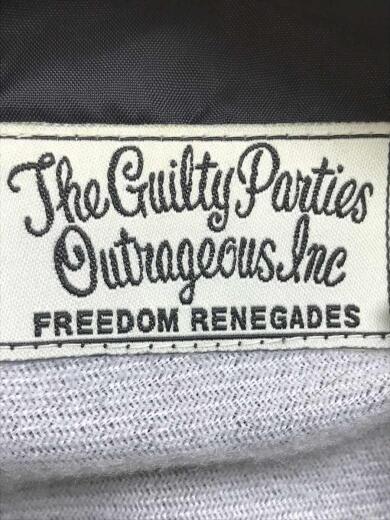 The Guilty Parties
Outrageous.Inc
FREEDOM RENEGADES